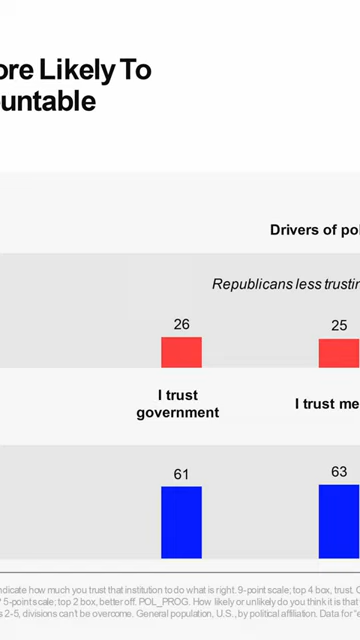 ore Likely To
untable
Drivers of pol
Republicans less trustin
26
25
I trust
government
I trust me
61
63
ndicate how much you trust that institution to do what is right. 9-point scale; top 4 box, trust,
? 5-point scale; top 2 box, better off. POL_PROG. How likely or unlikely do you think it is that
s 2-5, divisions can't be overcome. General population, U.S., by political affiliation. Data for "e